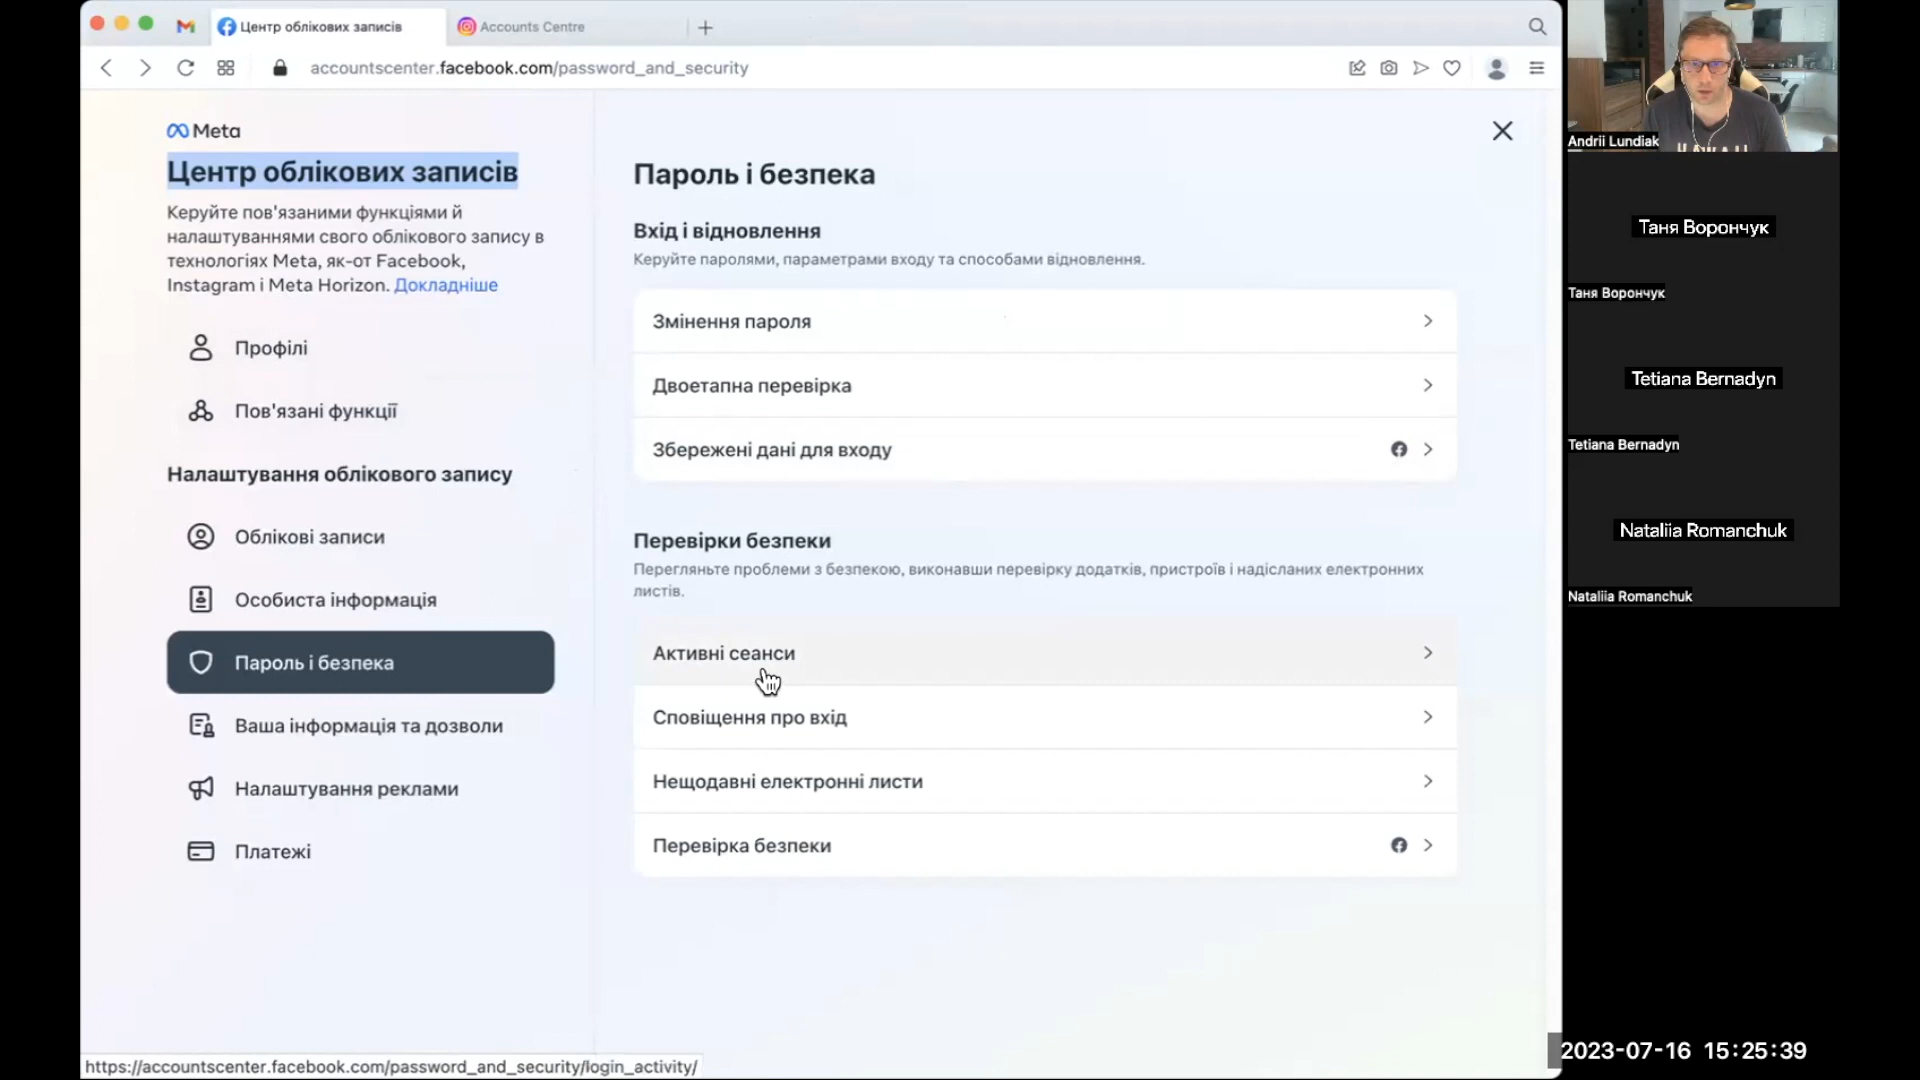 Центр облікових записів
Accounts Centre
accountscenter.facebook.com/password_and_security
Meta
Центр облікових записів
Керуйте пов'язаними функціями й
налаштуваннями свого облікового запису в
технологіях Meta, як-от Facebook,
Instagram і Meta Horizon. Докладніше
Профілі
Пов'язані функції
Налаштування облікового запису
Облікові записи
Особиста інформація
Пароль і безпека
Ваша інформація та дозволи
Налаштування реклами
Платежі
Пароль і безпека
Вхід і відновлення
Керуйте паролями, параметрами входу та способами відновлення.
Змінення пароля
Двоетапна перевірка
Збережені дані для входу
Перевірки безпеки
Перегляньте проблеми з безпекою, виконавши перевірку додатків, пристроїв і надісланих електронних
листів.
Активні сеанси
Сповіщення про вхід
Нещодавні електронні листи
Перевірка безпеки
https://accountscenter.facebook.com/password_and_security/login_activity/
Andrii Lundiak
Таня Ворончук
Таня Ворончук
Tetiana Bernadyn
Tetiana Bernadyn
Nataliia Romanchuk
Nataliia Romanchuk
2023-07-16 15:25:39